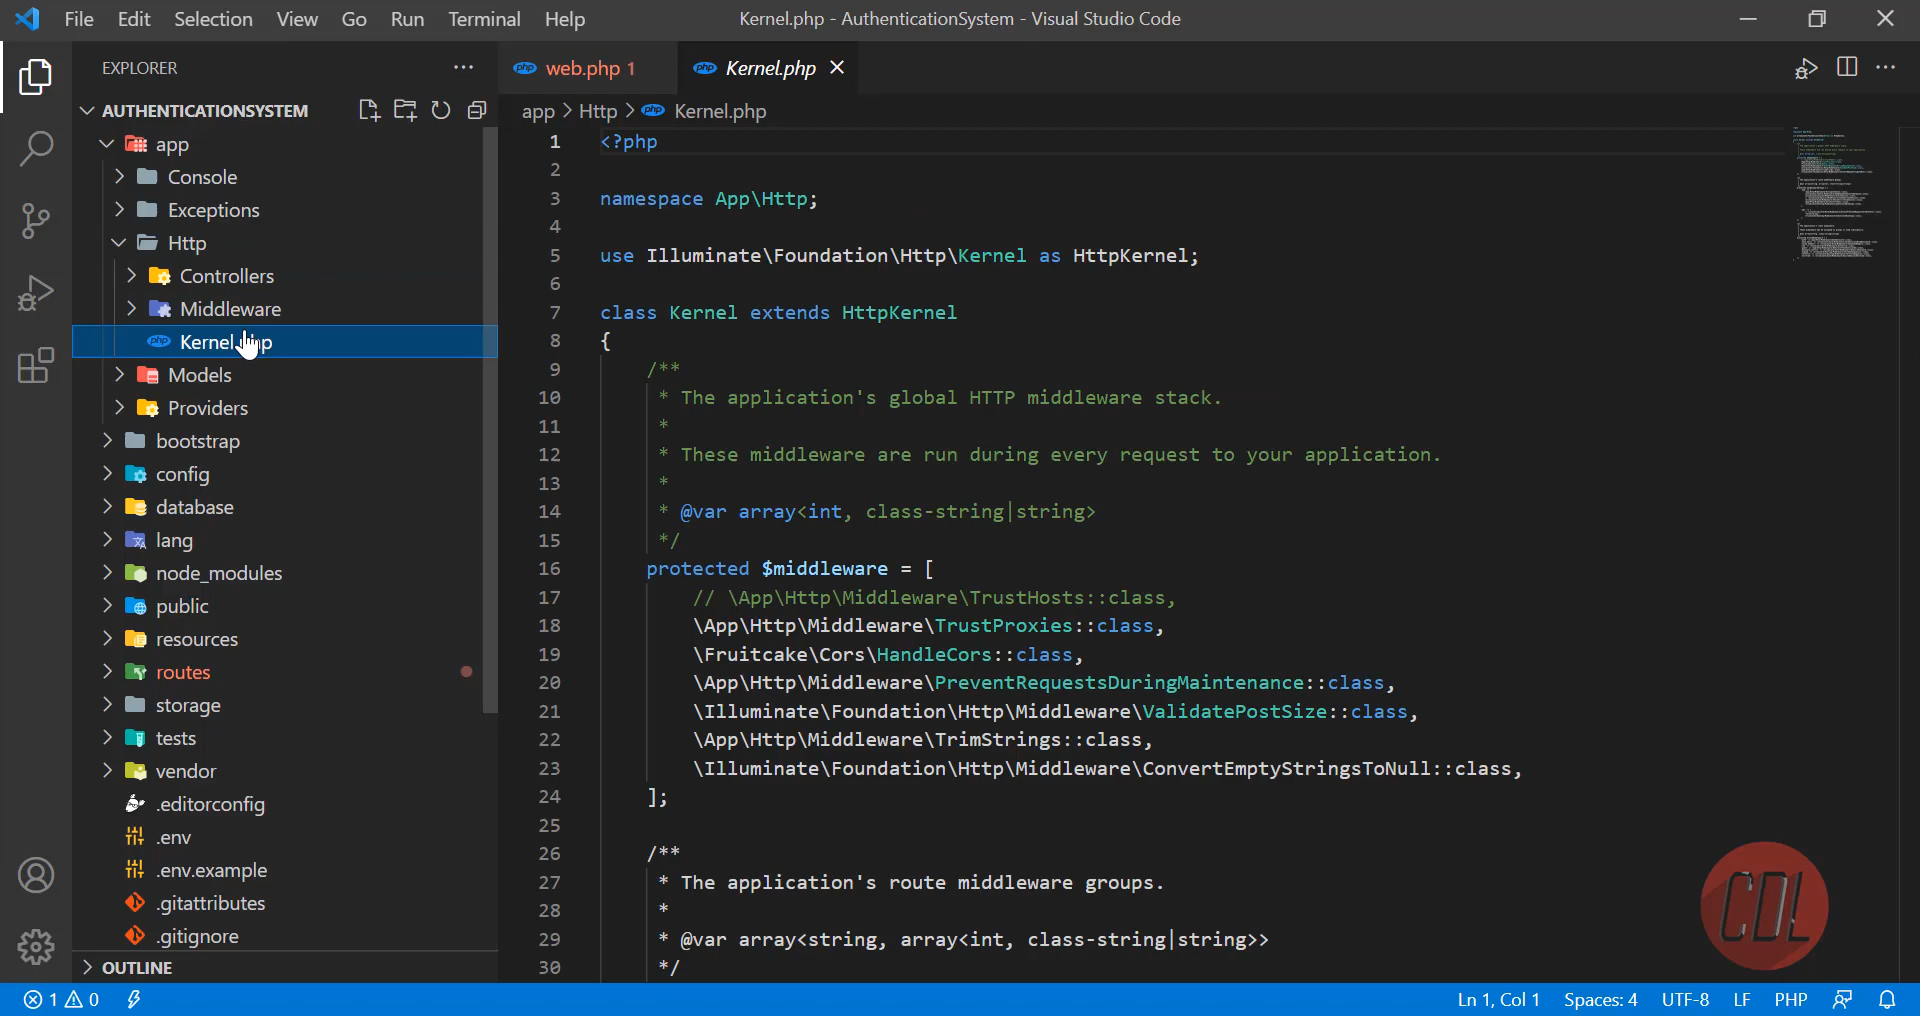 File Edit Selection View Go Run Terminal Help
Kernel.php - AuthenticationSystem - Visual Studio Code
EXPLORER
AUTHENTICATIONSYSTEM
app
Console
Exceptions
Http
Controllers
Middleware
Kernel.php
Models
Providers
bootstrap
config
database
lang
node_modules
public
resources
routes
storage
tests
vendor
.editorconfig
.env
.env.example
.gitattributes
.gitignore
OUTLINE
php web.php 1
php Kernel.php
app > Http > php Kernel.php
1 <?php
2
3 namespace App\Http;
4
5 use Illuminate\Foundation\Http\Kernel as HttpKernel;
6
7 class Kernel extends HttpKernel
8 {
9 /**
10 * The application's global HTTP middleware stack.
11 *
12 * These middleware are run during every request to your application.
13 *
14 * @var array<int, class-string|string>
15 */
16 protected $middleware = [
17 // \App\Http\Middleware\TrustHosts::class,
18 \App\Http\Middleware\TrustProxies::class,
19 \Fruitcake\Cors\HandleCors::class,
20 \App\Http\Middleware\PreventRequestsDuringMaintenance::class,
21 \Illuminate\Foundation\Http\Middleware\ValidatePostSize::class,
22 \App\Http\Middleware\TrimStrings::class,
23 \Illuminate\Foundation\Http\Middleware\ConvertEmptyStringsToNull::class,
24 ];
25
26 /**
27 * The application's route middleware groups.
28 *
29 * @var array<string, array<int, class-string|string>>
30 */
CDL
1 0
Ln 1, Col 1 Spaces: 4 UTF-8 LF PHP